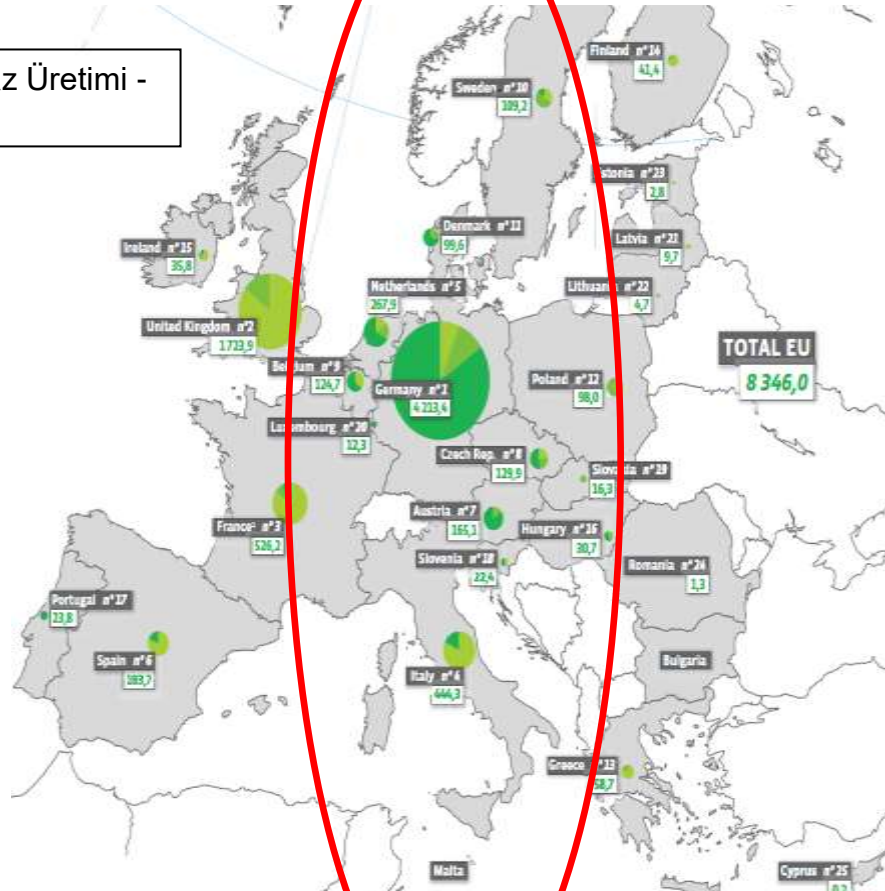 z Üretimi -
Finland n°14
41,4
Sweden n°10
109,2
Estonia n°23
2,8
Denmark n°11
99,6
Latvia n°21
9,7
Ireland n°15
35,8
Netherlands n°5
267,9
Lithuania n°22
4,7
United Kingdom n°2
1 723,9
TOTAL EU
8 346,0
Belgium n°9
124,7
Germany n°1
4 213,4
Poland n°12
98,0
Luxembourg n°20
12,3
Czech Rep. n°8
129,9
Slovakia n°19
16,3
Austria n°7
165,1
France n°3
526,2
Hungary n°16
30,7
Slovenia n°18
22,4
Romania n°24
1,3
Portugal n°17
23,8
Spain n°6
183,7
Bulgaria
Italy n°4
444,3
Greece n°13
58,7
Malta
Cyprus n°25
0,2